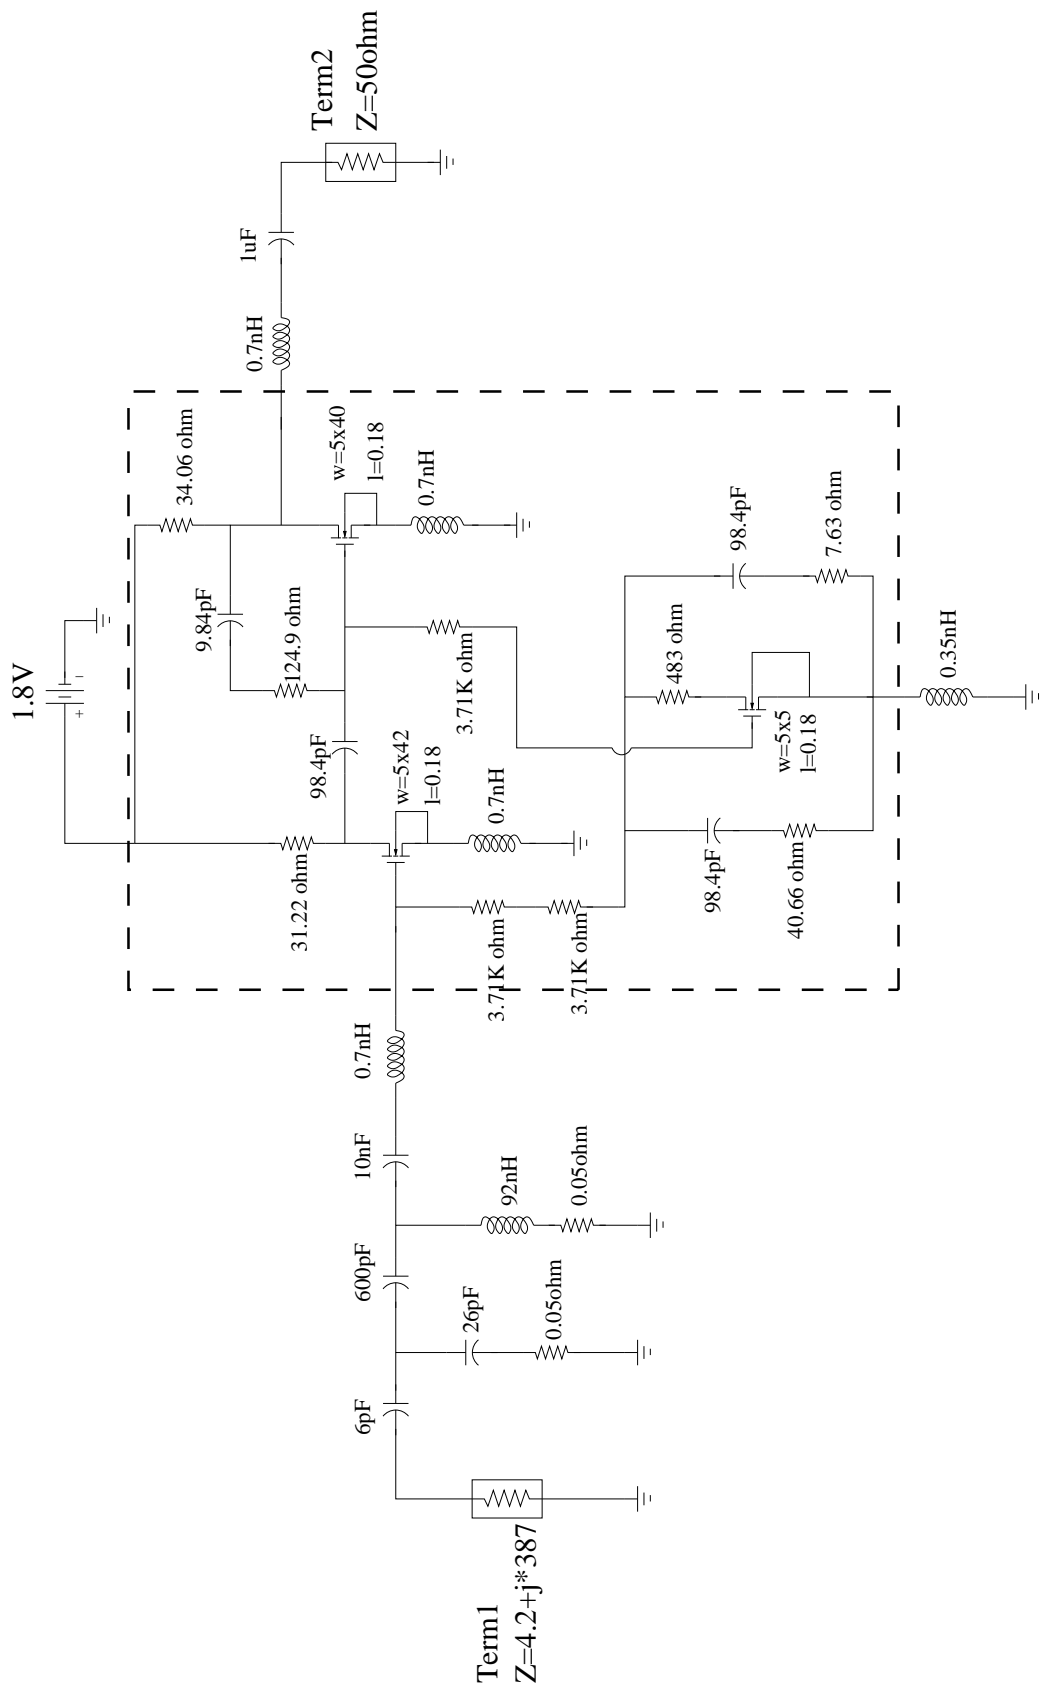 Term1
Z=4.2+j*387
6pF
26pF
0.05ohm
600pF
92nH
0.05ohm
10nF
0.7nH
3.71K ohm
3.71K ohm
31.22 ohm
w=5x42
l=0.18
0.7nH
98.4pF
40.66 ohm
1.8V
+
-
98.4pF
124.9 ohm
9.84pF
3.71K ohm
34.06 ohm
w=5x40
l=0.18
0.7nH
w=5x5
l=0.18
483 ohm
98.4pF
7.63 ohm
0.35nH
0.7nH
1uF
Term2
Z=50ohm